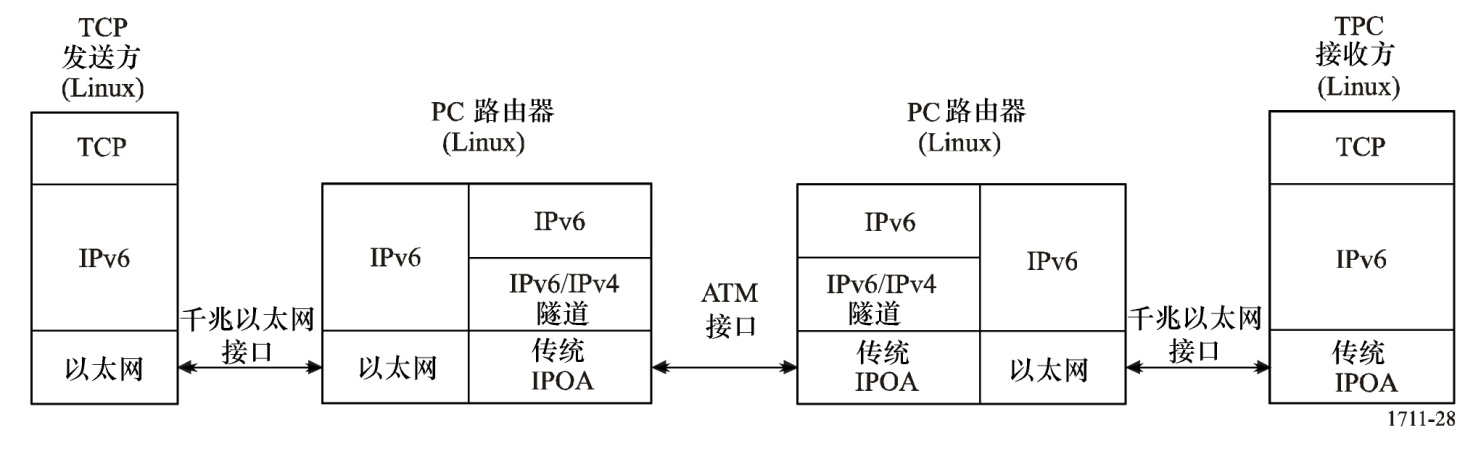 TCP
发送方
(Linux)
TCP
IPv6
以太网
千兆以太网
接口
PC 路由器
(Linux)
IPv6
以太网
IPv6
IPv6/IPv4
隧道
传统
IPOA
ATM
接口
PC 路由器
(Linux)
IPv6
IPv6/IPv4
隧道
传统
IPOA
IPv6
以太网
千兆以太网
接口
TPC
接收方
(Linux)
TCP
IPv6
传统
IPOA
1711-28